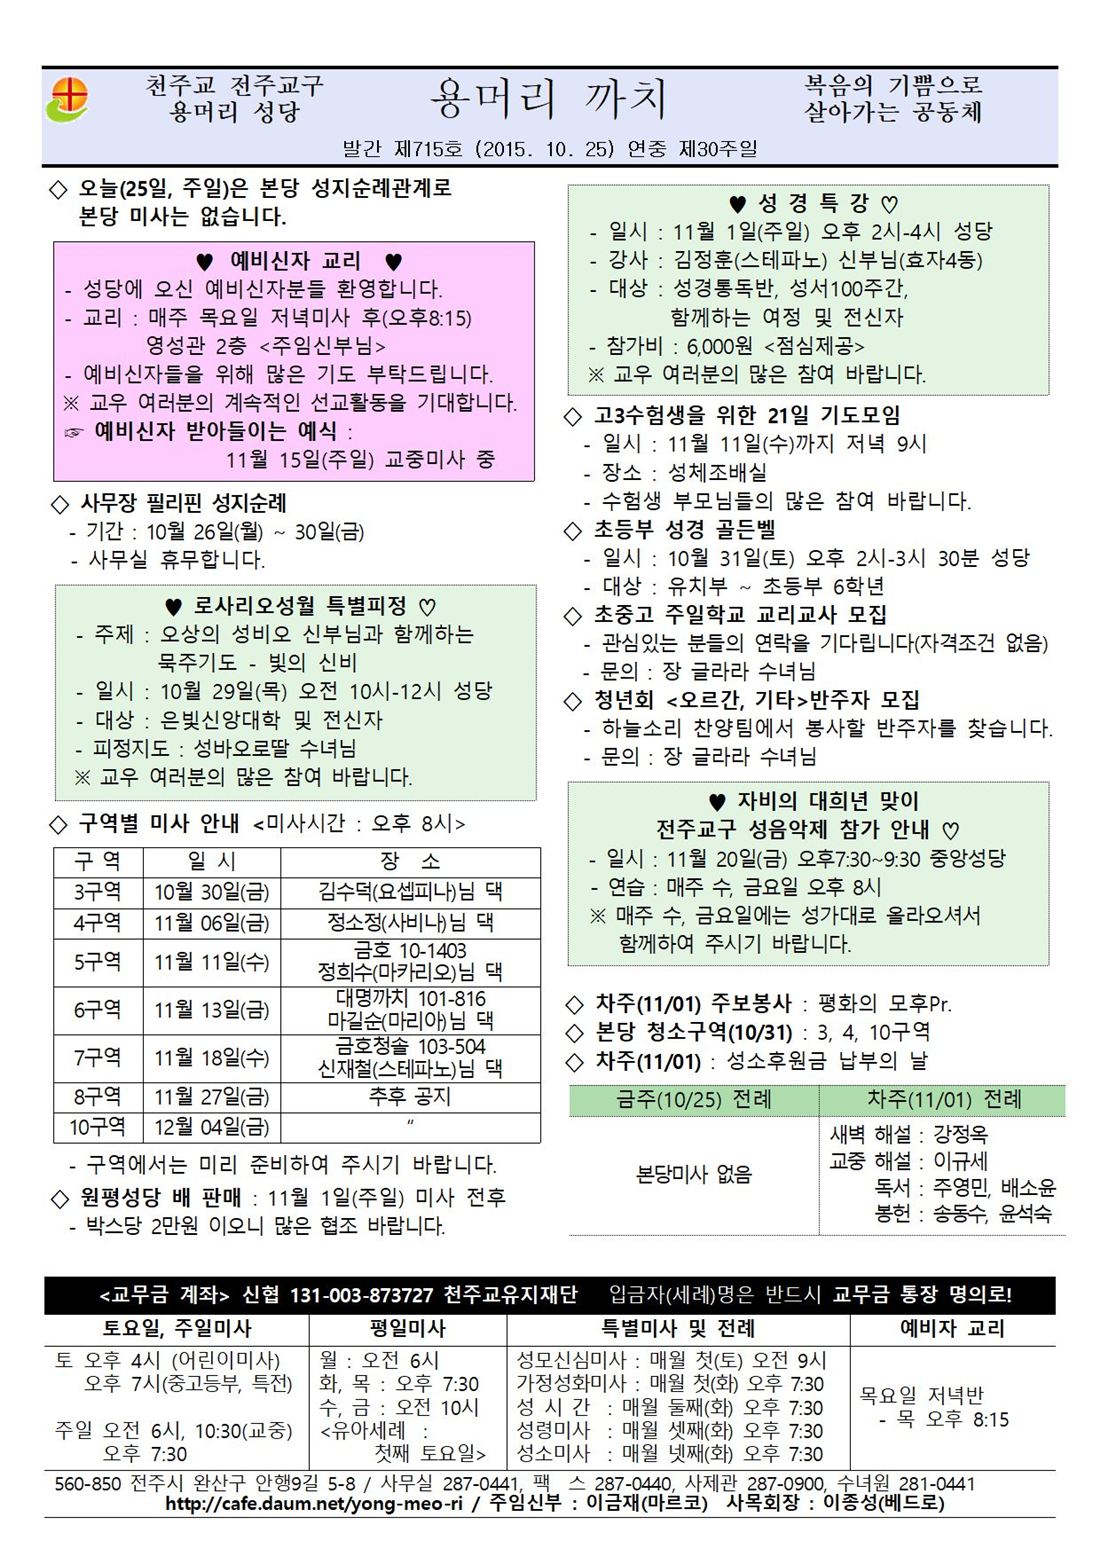 천주교 전주교구
용머리 성당
용머리 까치
복음의 기쁨으로
살아가는 공동체
발간 제715호 (2015. 10. 25) 연중 제30주일
◇ 오늘(25일, 주일)은 본당 성지순례관계로
본당 미사는 없습니다.
♥ 예비신자 교리 ♥
- 성당에 오신 예비신자분들 환영합니다.
- 교리 : 매주 목요일 저녁미사 후(오후8:15)
영성관 2층 <주임신부님>
- 예비신자들을 위해 많은 기도 부탁드립니다.
※ 교우 여러분의 계속적인 선교활동을 기대합니다.
☞ 예비신자 받아들이는 예식 :
11월 15일(주일) 교중미사 중
◇ 사무장 필리핀 성지순례
- 기간 : 10월 26일(월) ~ 30일(금)
- 사무실 휴무합니다.
♥ 로사리오성월 특별피정 ♡
- 주제 : 오상의 성비오 신부님과 함께하는
묵주기도 - 빛의 신비
- 일시 : 10월 29일(목) 오전 10시-12시 성당
- 대상 : 은빛신앙대학 및 전신자
- 피정지도 : 성바오로딸 수녀님
※ 교우 여러분의 많은 참여 바랍니다.
◇ 구역별 미사 안내 <미사시간 : 오후 8시>
구 역 일 시 장 소
3구역 10월 30일(금) 김수덕(요셉피나)님 댁
4구역 11월 06일(금) 정소정(사비나)님 댁
5구역 11월 11일(수) 금호 10-1403
정희수(마카리오)님 댁
6구역 11월 13일(금) 대명까치 101-816
마길순(마리아)님 댁
7구역 11월 18일(수) 금호청솔 103-504
신재철(스테파노)님 댁
8구역 11월 27일(금) 추후 공지
10구역 12월 04일(금) "
- 구역에서는 미리 준비하여 주시기 바랍니다.
◇ 원평성당 배 판매 : 11월 1일(주일) 미사 전후
- 박스당 2만원 이오니 많은 협조 바랍니다.
♥ 성 경 특 강 ♡
- 일시 : 11월 1일(주일) 오후 2시-4시 성당
- 강사 : 김정훈(스테파노) 신부님(효자4동)
- 대상 : 성경통독반, 성서100주간,
함께하는 여정 및 전신자
- 참가비 : 6,000원 <점심제공>
※ 교우 여러분의 많은 참여 바랍니다.
◇ 고3수험생을 위한 21일 기도모임
- 일시 : 11월 11일(수)까지 저녁 9시
- 장소 : 성체조배실
- 수험생 부모님들의 많은 참여 바랍니다.
◇ 초등부 성경 골든벨
- 일시 : 10월 31일(토) 오후 2시-3시 30분 성당
- 대상 : 유치부 ~ 초등부 6학년
◇ 초중고 주일학교 교리교사 모집
- 관심있는 분들의 연락을 기다립니다(자격조건 없음)
- 문의 : 장 글라라 수녀님
◇ 청년회 <오르간, 기타>반주자 모집
- 하늘소리 찬양팀에서 봉사할 반주자를 찾습니다.
- 문의 : 장 글라라 수녀님
♥ 자비의 대희년 맞이
전주교구 성음악제 참가 안내 ♡
- 일시 : 11월 20일(금) 오후7:30~9:30 중앙성당
- 연습 : 매주 수, 금요일 오후 8시
※ 매주 수, 금요일에는 성가대로 올라오셔서
함께하여 주시기 바랍니다.
◇ 차주(11/01) 주보봉사 : 평화의 모후Pr.
◇ 본당 청소구역(10/31) : 3, 4, 10구역
◇ 차주(11/01) : 성소후원금 납부의 날
금주(10/25) 전례 차주(11/01) 전례
본당미사 없음
새벽 해설 : 강정옥
교중 해설 : 이규세
독서 : 주영민, 배소윤
봉헌 : 송동수, 윤석숙
<교무금 계좌> 신협 131-003-873727 천주교유지재단 입금자(세례)명은 반드시 교무금 통장 명의로!
토요일, 주일미사 평일미사 특별미사 및 전례 예비자 교리
토 오후 4시 (어린이미사)
오후 7시(중고등부, 특전)
주일 오전 6시, 10:30(교중)
오후 7:30
월 : 오전 6시
화, 목 : 오후 7:30
수, 금 : 오전 10시
<유아세례 :
첫째 토요일>
성모신심미사 : 매월 첫(토) 오전 9시
가정성화미사 : 매월 첫(화) 오후 7:30
성 시 간 : 매월 둘째(화) 오후 7:30
성령미사 : 매월 셋째(화) 오후 7:30
성소미사 : 매월 넷째(화) 오후 7:30
목요일 저녁반
- 목 오후 8:15
560-850 전주시 완산구 안행9길 5-8 / 사무실 287-0441, 팩 스 287-0440, 사제관 287-0900, 수녀원 281-0441
http://cafe.daum.net/yong-meo-ri / 주임신부 : 이금재(마르코) 사목회장 : 이종성(베드로)